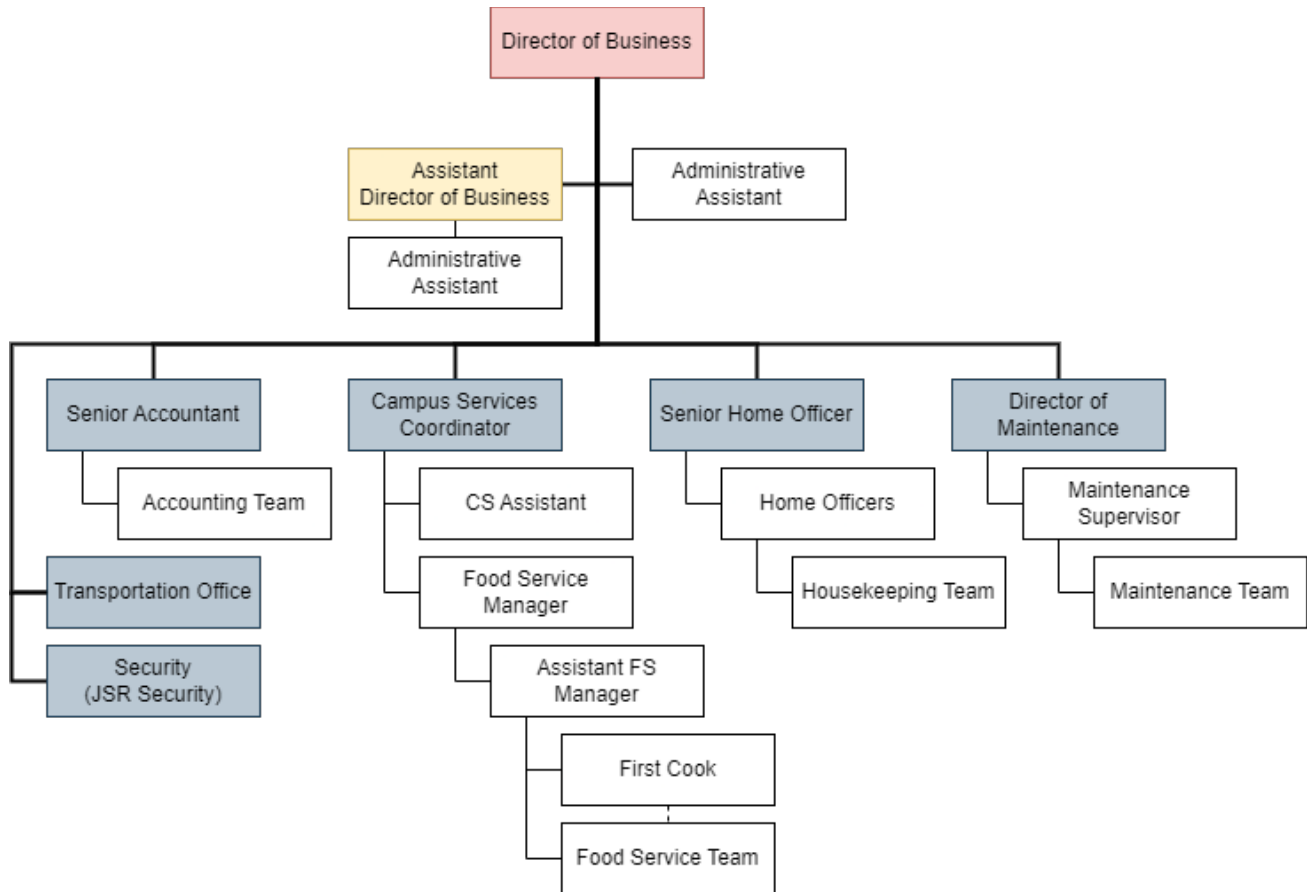 Director of Business
Assistant
Director of Business
Administrative
Assistant
Administrative
Assistant
Senior Accountant
Campus Services
Coordinator
Senior Home Officer
Director of
Maintenance
Accounting Team
CS Assistant
Home Officers
Maintenance
Supervisor
Transportation Office
Food Service
Manager
Housekeeping Team
Maintenance Team
Security
(JSR Security)
Assistant FS
Manager
First Cook
Food Service Team